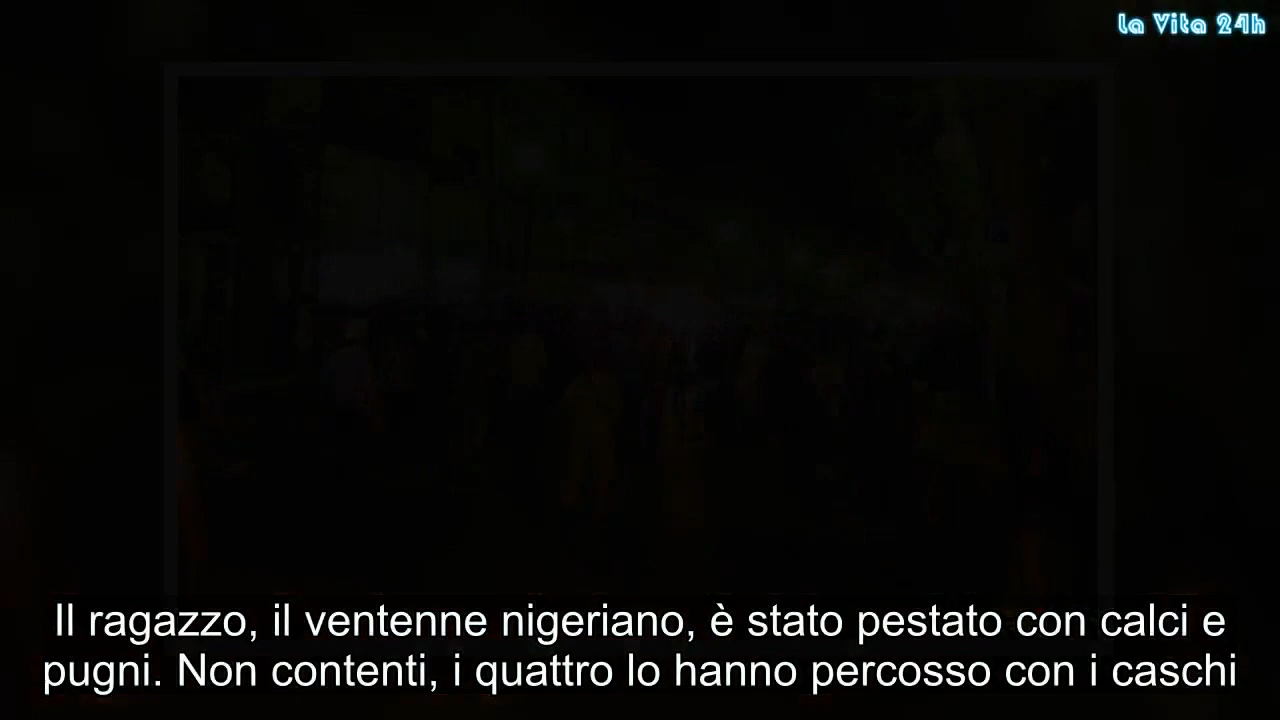 La Vita 24h
Il ragazzo, il ventenne nigeriano, è stato pestato con calci e
pugni. Non contenti, i quattro lo hanno percosso con i caschi